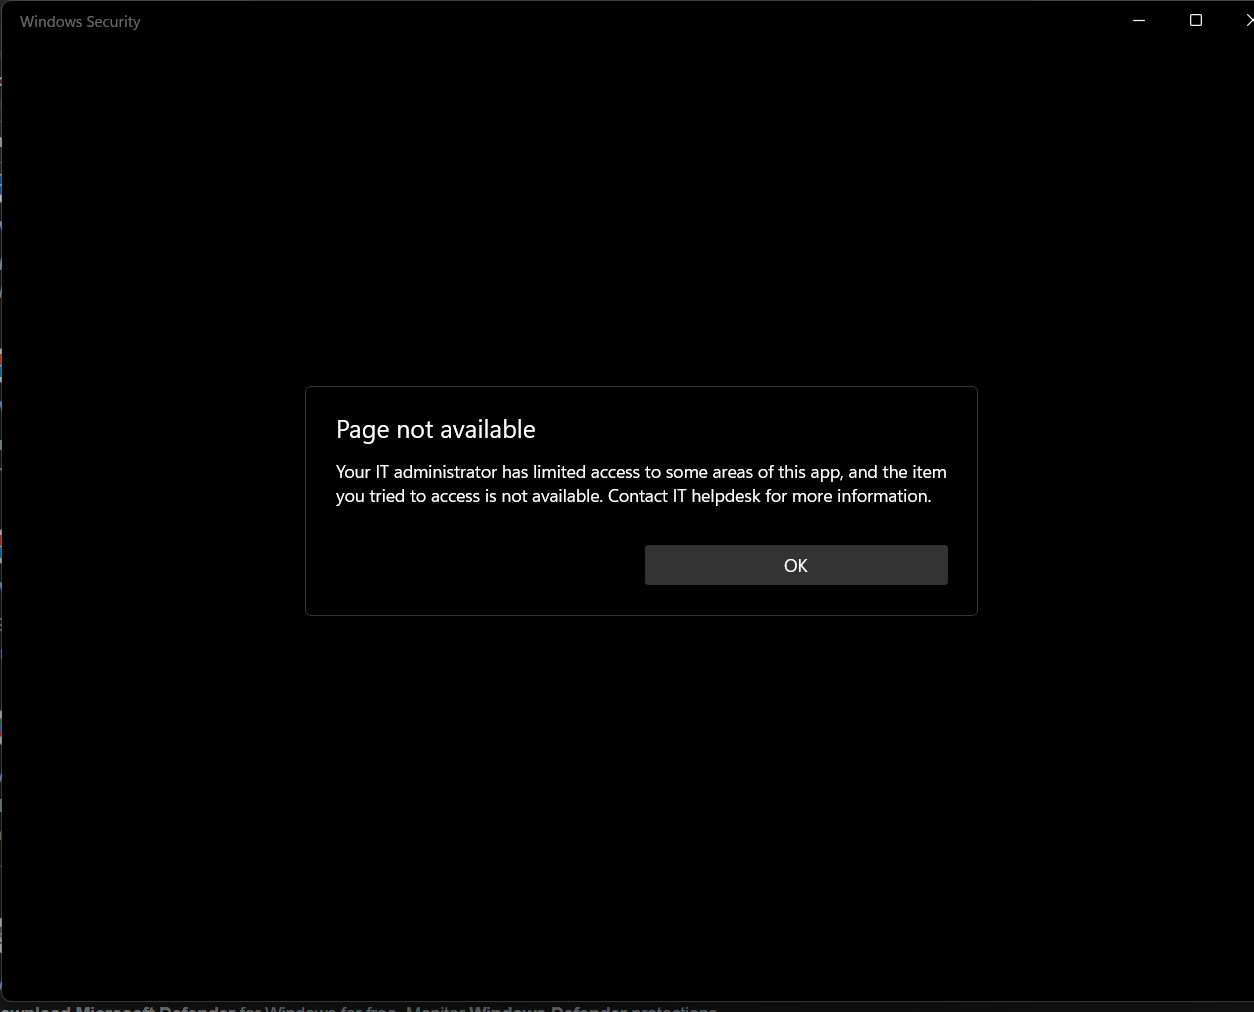 Windows Security
Page not available
Your IT administrator has limited access to some areas of this app, and the item
you tried to access is not available. Contact IT helpdesk for more information.
OK
ownload Microsoft Defender for Windows for free. Monitor Windows Defender protections